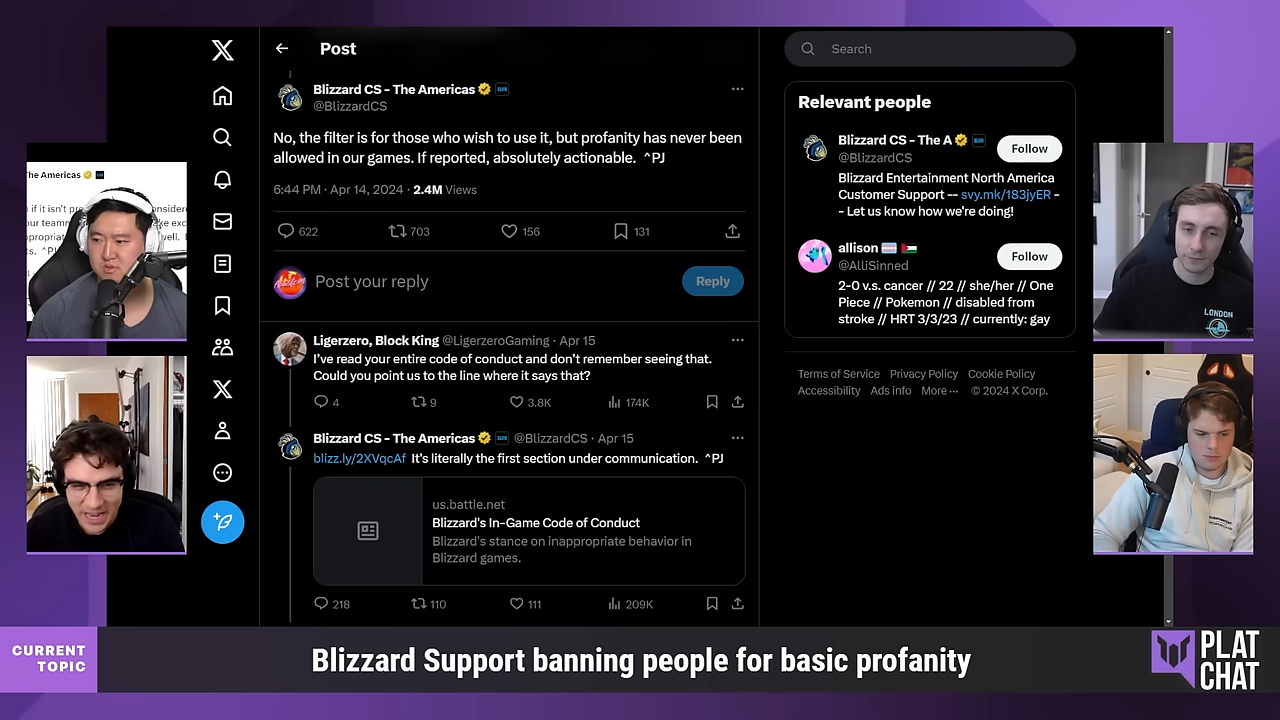 Post
Search
Blizzard CS - The Americas
@BlizzardCS
No, the filter is for those who wish to use it, but profanity has never been
allowed in our games. If reported, absolutely actionable. ^PJ
6:44 PM · Apr 14, 2024 · 2.4M Views
622 703 156 131
Post your reply
Reply
Ligerzero, Block King @LigerzeroGaming · Apr 15
I've read your entire code of conduct and don't remember seeing that.
Could you point us to the line where it says that?
4 9 3.8K 174K
Blizzard CS - The Americas @BlizzardCS · Apr 15
blizz.ly/2XVqcAf It's literally the first section under communication. ^PJ
us.battle.net
Blizzard's In-Game Code of Conduct
Blizzard's stance on inappropriate behavior in
Blizzard games.
218 110 111 209K
Relevant people
Blizzard CS - The A
@BlizzardCS
Follow
Blizzard Entertainment North America
Customer Support -- svy.mk/183jyER -
- Let us know how we're doing!
allison
@AlliSinned
Follow
2-0 v.s. cancer // 22 // she/her // One
Piece // Pokemon // disabled from
stroke // HRT 3/3/23 // currently: gay
Terms of Service Privacy Policy Cookie Policy
Accessibility Ads info More ··· © 2024 X Corp.
he Americas
if it isn't
LONDON
CURRENT
TOPIC
Blizzard Support banning people for basic profanity
PLAT
CHAT